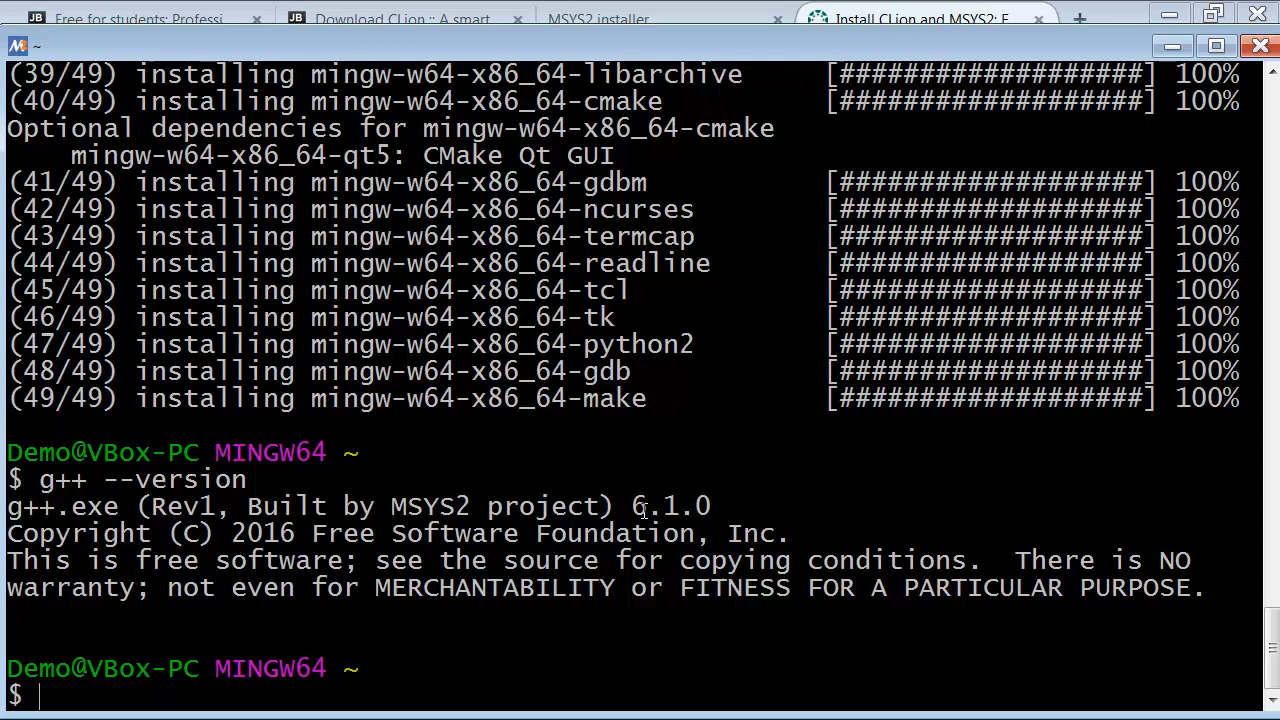 Free for students: Professi
Download CLion :: A smart
MSYS2 installer
Install CLion and MSYS2: F
~
(39/49) installing mingw-w64-x86_64-libarchive [###################] 100%
(40/49) installing mingw-w64-x86_64-cmake [###################] 100%
Optional dependencies for mingw-w64-x86_64-cmake
mingw-w64-x86_64-qt5: CMake Qt GUI
(41/49) installing mingw-w64-x86_64-gdbm [###################] 100%
(42/49) installing mingw-w64-x86_64-ncurses [###################] 100%
(43/49) installing mingw-w64-x86_64-termcap [###################] 100%
(44/49) installing mingw-w64-x86_64-readline [###################] 100%
(45/49) installing mingw-w64-x86_64-tcl [###################] 100%
(46/49) installing mingw-w64-x86_64-tk [###################] 100%
(47/49) installing mingw-w64-x86_64-python2 [###################] 100%
(48/49) installing mingw-w64-x86_64-gdb [###################] 100%
(49/49) installing mingw-w64-x86_64-make [###################] 100%
Demo@VBox-PC MINGW64 ~
$ g++ --version
g++.exe (Rev1, Built by MSYS2 project) 6.1.0
Copyright (C) 2016 Free Software Foundation, Inc.
This is free software; see the source for copying conditions.  There is NO
warranty; not even for MERCHANTABILITY or FITNESS FOR A PARTICULAR PURPOSE.
Demo@VBox-PC MINGW64 ~
$